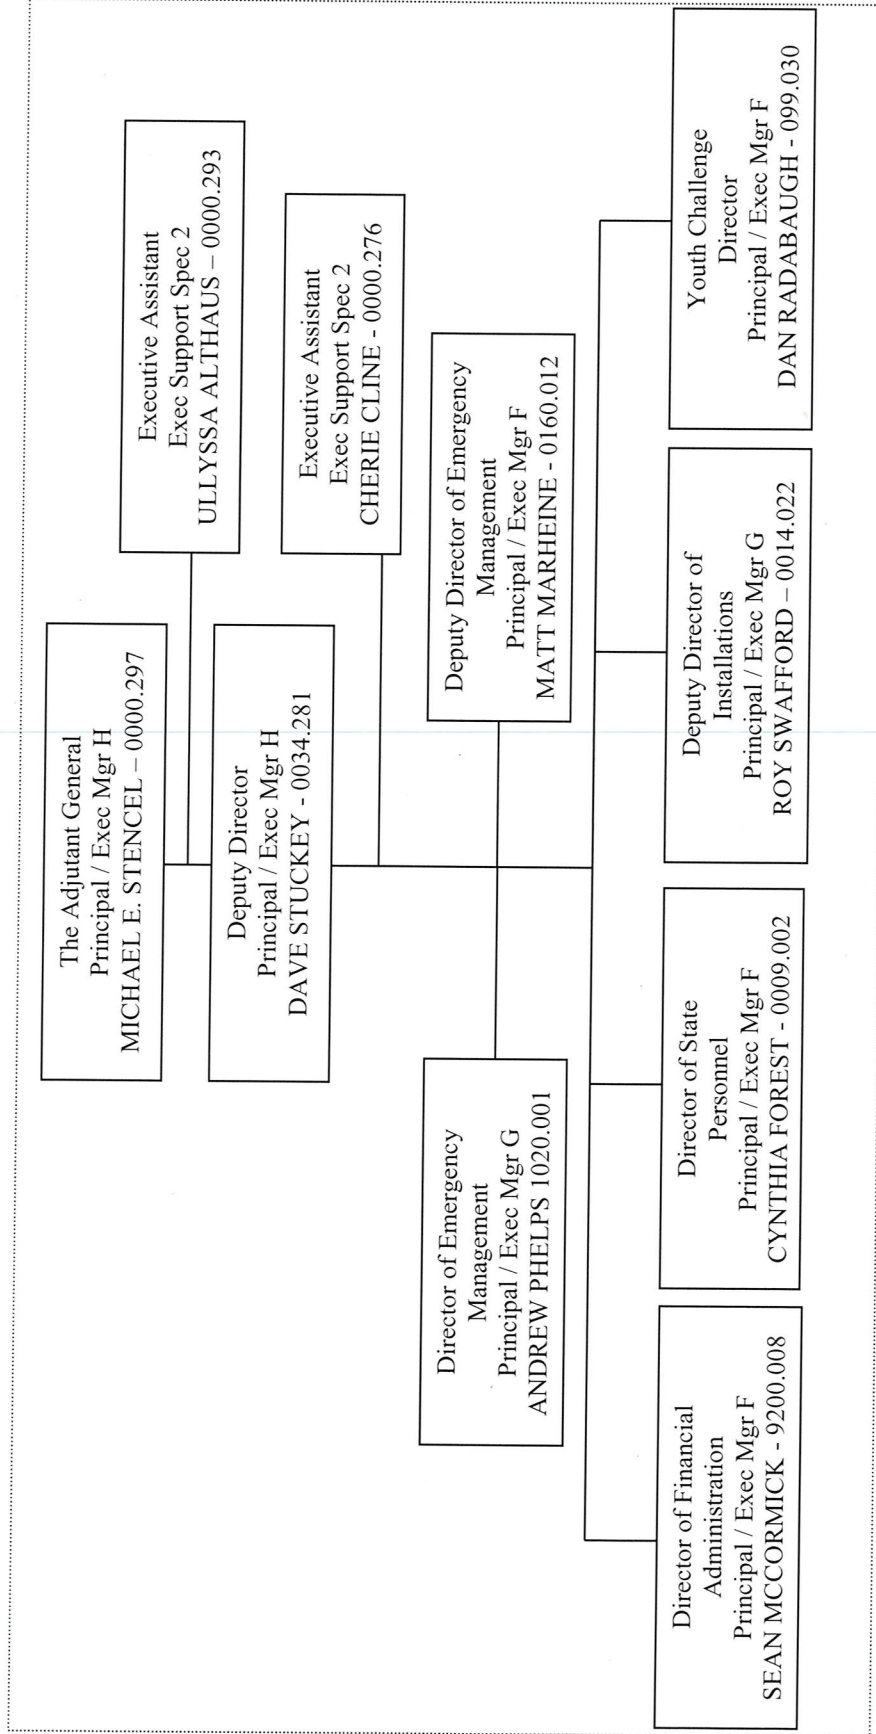 The Adjutant General
Principal / Exec Mgr H
MICHAEL E. STENCEL – 0000.297
Executive Assistant
Exec Support Spec 2
ULLYSSA ALTHAUS – 0000.293
Deputy Director
Principal / Exec Mgr H
DAVE STUCKEY - 0034.281
Executive Assistant
Exec Support Spec 2
CHERIE CLINE - 0000.276
Director of Emergency
Management
Principal / Exec Mgr G
ANDREW PHELPS 1020.001
Deputy Director of Emergency
Management
Principal / Exec Mgr F
MATT MARHEINE - 0160.012
Director of Financial
Administration
Principal / Exec Mgr F
SEAN MCCORMICK - 9200.008
Director of State
Personnel
Principal / Exec Mgr F
CYNTHIA FOREST - 0009.002
Deputy Director of
Installations
Principal / Exec Mgr G
ROY SWAFFORD – 0014.022
Youth Challenge
Director
Principal / Exec Mgr F
DAN RADABAUGH - 099.030